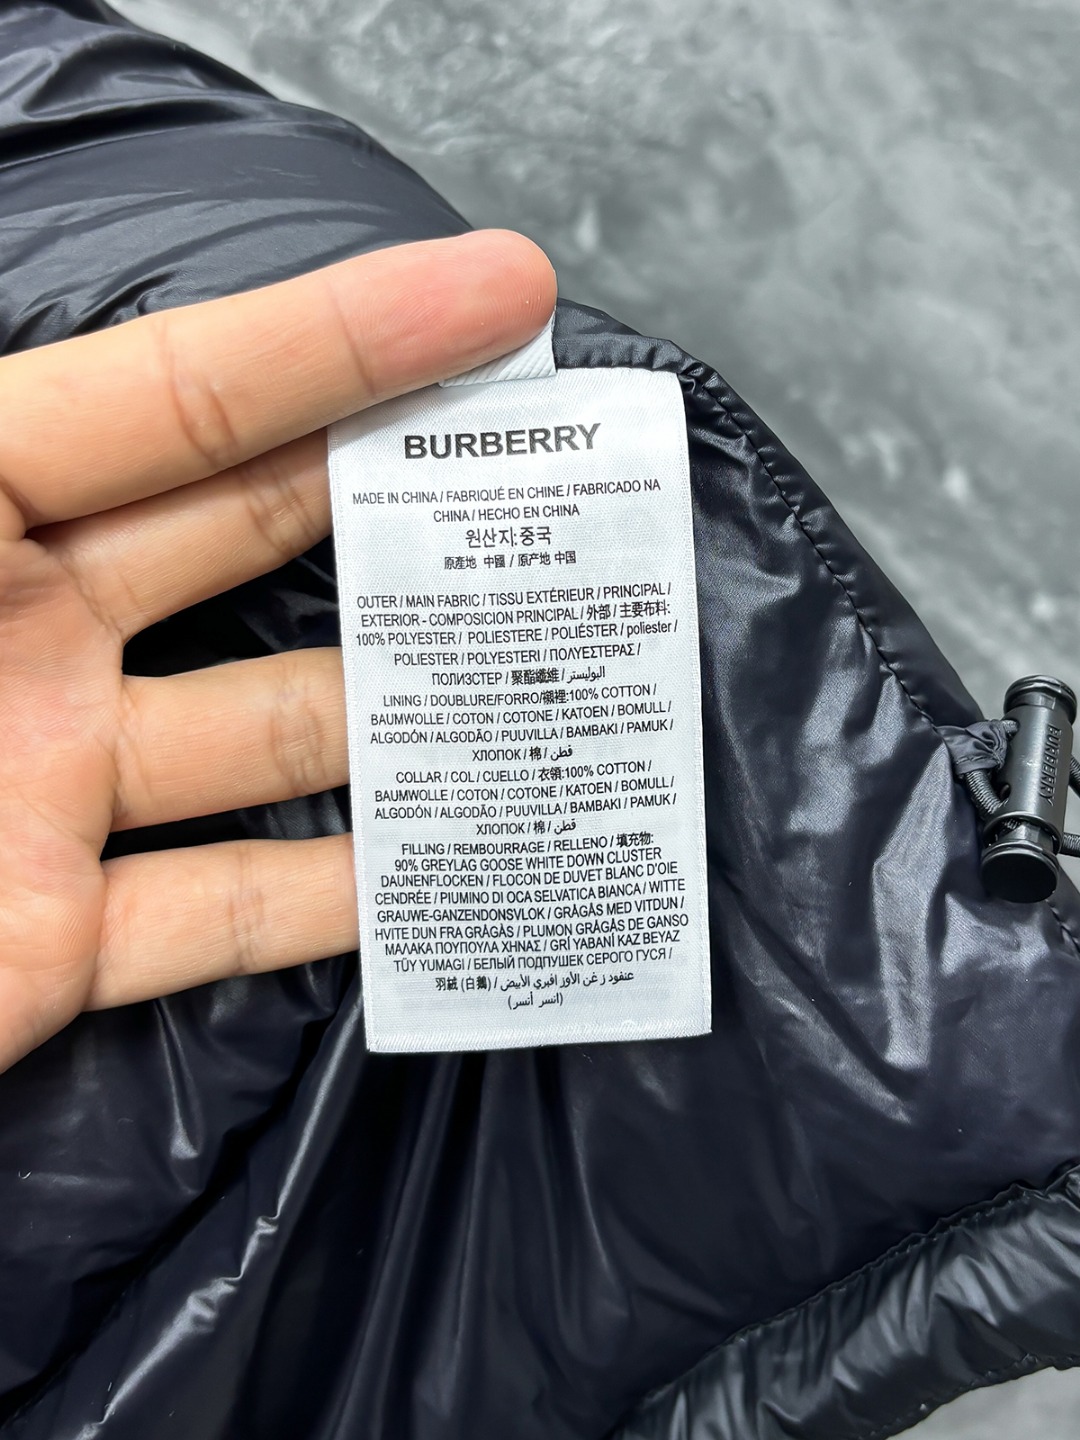 BURBERRY
MADE IN CHINA / FABRIQUÉ EN CHINE / FABRICADO NA
CHINA / HECHO EN CHINA
원산지:중국
原產地 中國 / 原产地 中国
OUTER / MAIN FABRIC / TISSU EXTÉRIEUR / PRINCIPAL /
EXTERIOR - COMPOSICION PRINCIPAL / 外部 / 主要布料:
100% POLYESTER / POLIESTERE / POLIÉSTER / poliester /
POLIESTER / POLYESTERI / ΠΟΛΥΕΣΤΕΡΑΣ /
ПОЛИЭСТЕР / 聚酯纖維 / البوليستر
LINING / DOUBLURE/FORRO/襯裡:100% COTTON /
BAUMWOLLE / COTON / COTONE / KATOEN / BOMULL /
ALGODÓN / ALGODÃO / PUUVILLA / BAMBAKI / PAMUK /
ХЛОПОК / 棉 / قطن
COLLAR / COL / CUELLO / 衣領:100% COTTON /
BAUMWOLLE / COTON / COTONE / KATOEN / BOMULL /
ALGODÓN / ALGODÃO / PUUVILLA / BAMBAKI / PAMUK /
ХЛОПОК / 棉 / قطن
FILLING / REMBOURRAGE / RELLENO / 填充物:
90% GREYLAG GOOSE WHITE DOWN CLUSTER
DAUNENFLOCKEN / FLOCON DE DUVET BLANC D'OIE
CENDRÉE / PIUMINO DI OCA SELVATICA BIANCA / WITTE
GRAUWE-GANZENDONSVLOK / GRÅGÅS MED VITDUN /
HVITE DUN FRA GRÅGÅS / PLUMON GRÅGÅS DE GANSO
ΜΑΛΑΚΑ ΠΟΥΠΟΥΛΑ ΧΗΝΑΣ / GRİ YABANİ KAZ BEYAZ
TÜY YUMAGI / БЕЛЫЙ ПОДПУШЕК СЕРОГО ГУСЯ /
羽絨 (白鵝) / عنقود ز غن الأوز افيري الأبيض
(انسر أنسر)
BURBERRY